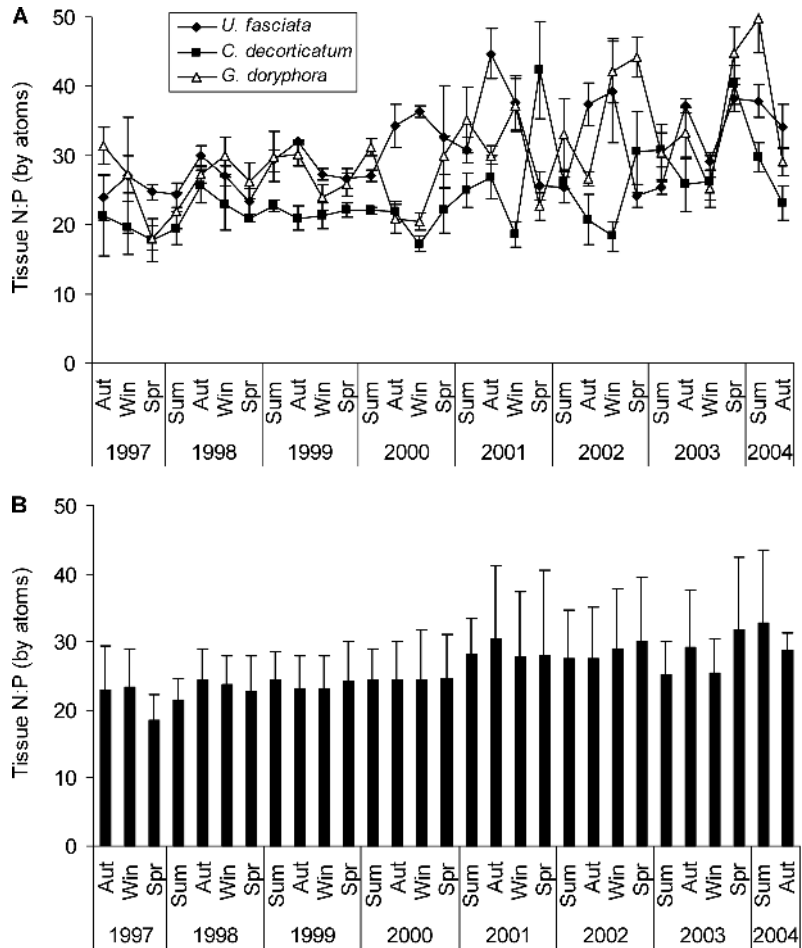 A
U. fasciata
C. decorticatum
G. doryphora
Tissue N:P (by atoms)
50
40
30
20
10
0
Aut Win Spr Sum Aut Win Spr Sum Aut Win Spr Sum Aut Win Spr Sum Aut Win Spr Sum Aut Win Spr Sum Aut Win Spr Sum Aut
1997 1998 1999 2000 2001 2002 2003 2004
B
Tissue N:P (by atoms)
50
40
30
20
10
0
Aut Win Spr Sum Aut Win Spr Sum Aut Win Spr Sum Aut Win Spr Sum Aut Win Spr Sum Aut Win Spr Sum Aut Win Spr Sum Aut
1997 1998 1999 2000 2001 2002 2003 2004